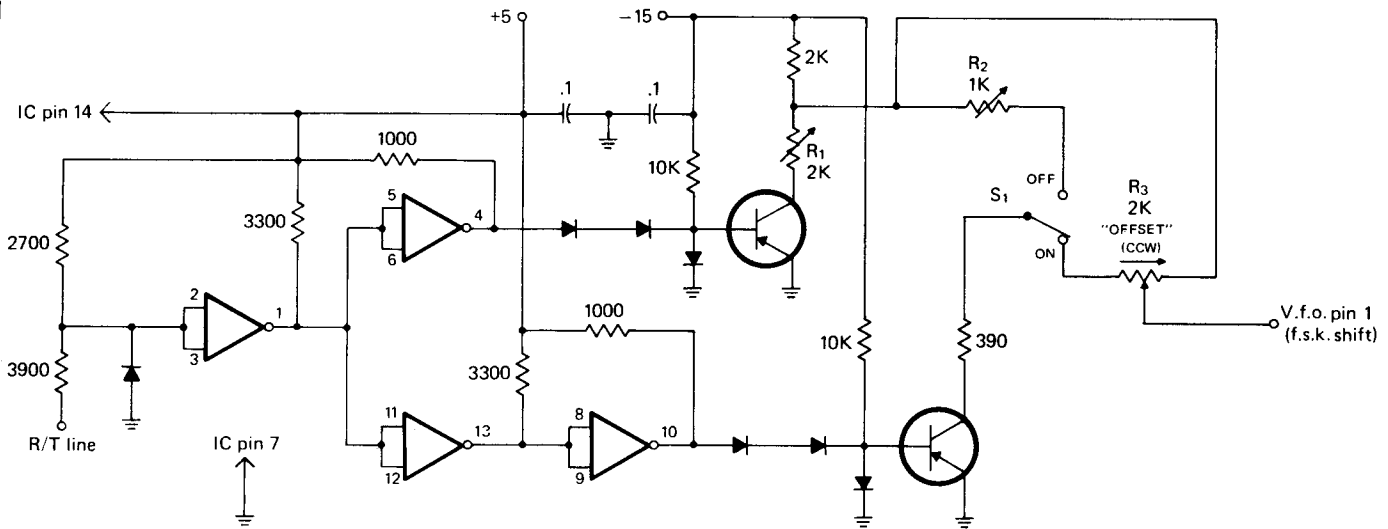 +5
−15
2K
R2
1K
IC pin 14
.1
.1
1000
10K
R1
2K
OFF
S1
R3
2K
"OFFSET"
(CCW)
ON
3300
5
4
6
2700
2
1
3
1000
V.f.o. pin 1
(f.s.k. shift)
3900
3300
10K
390
R/T line
IC pin 7
11
13
12
8
10
9